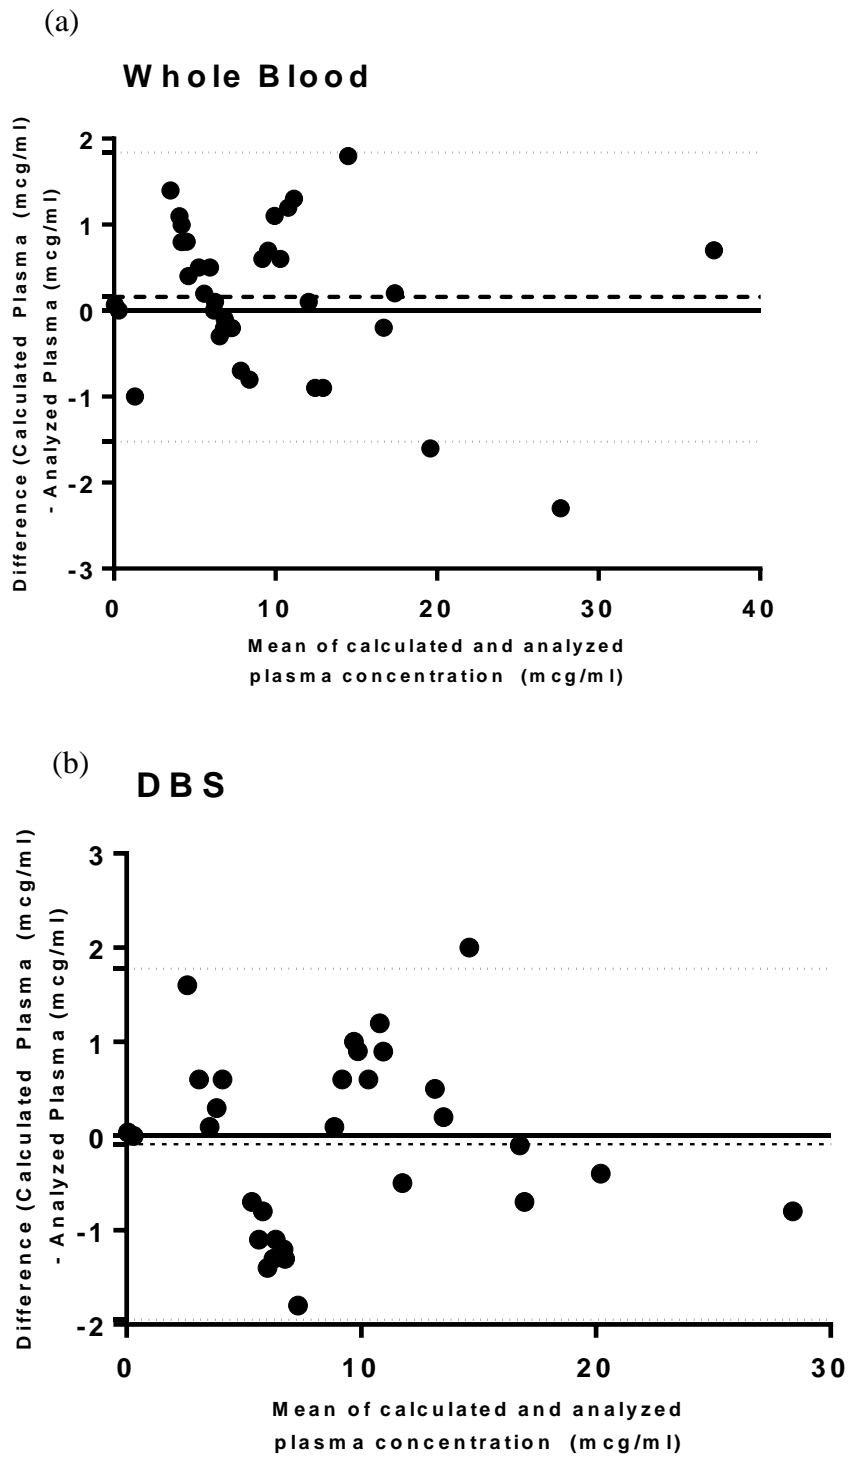 (a)
Whole Blood
Difference (Calculated Plasma (mcg/ml)
- Analyzed Plasma (mcg/ml)
2
1
0
-1
-2
-3
0 10 20 30 40
Mean of calculated and analyzed
plasma concentration (mcg/ml)
(b)
DBS
Difference (Calculated Plasma (mcg/ml)
- Analyzed Plasma (mcg/ml)
3
2
1
0
-1
-2
0 10 20 30
Mean of calculated and analyzed
plasma concentration (mcg/ml)